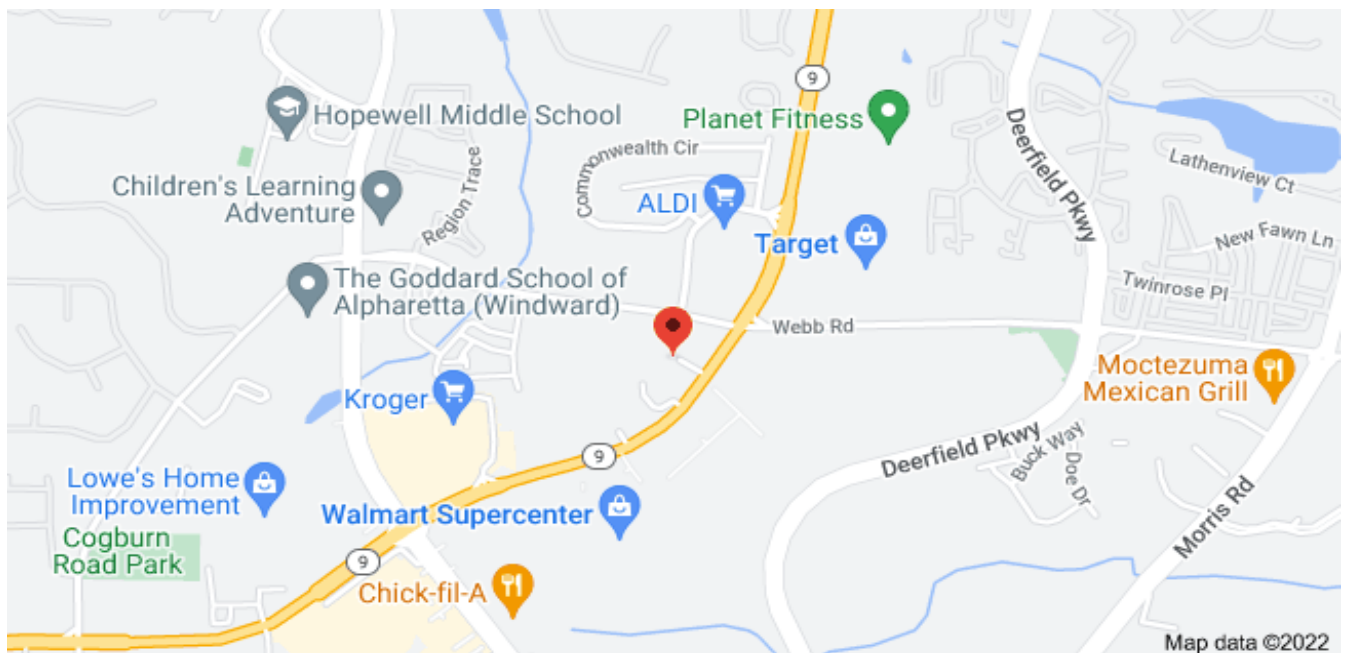 9
Hopewell Middle School
Planet Fitness
Deerfield Pkwy
Commonwealth Cir
Region Trace
Lathenview Ct
Children's Learning
Adventure
ALDI
Target
New Fawn Ln
The Goddard School of
Alpharetta (Windward)
Twinrose Pl
Webb Rd
Moctezuma
Mexican Grill
Kroger
Deerfield Pkwy
Buck Way
Doe Dr
9
Lowe's Home
Improvement
Walmart Supercenter
Morris Rd
Cogburn
Road Park
9
Chick-fil-A
Map data ©2022